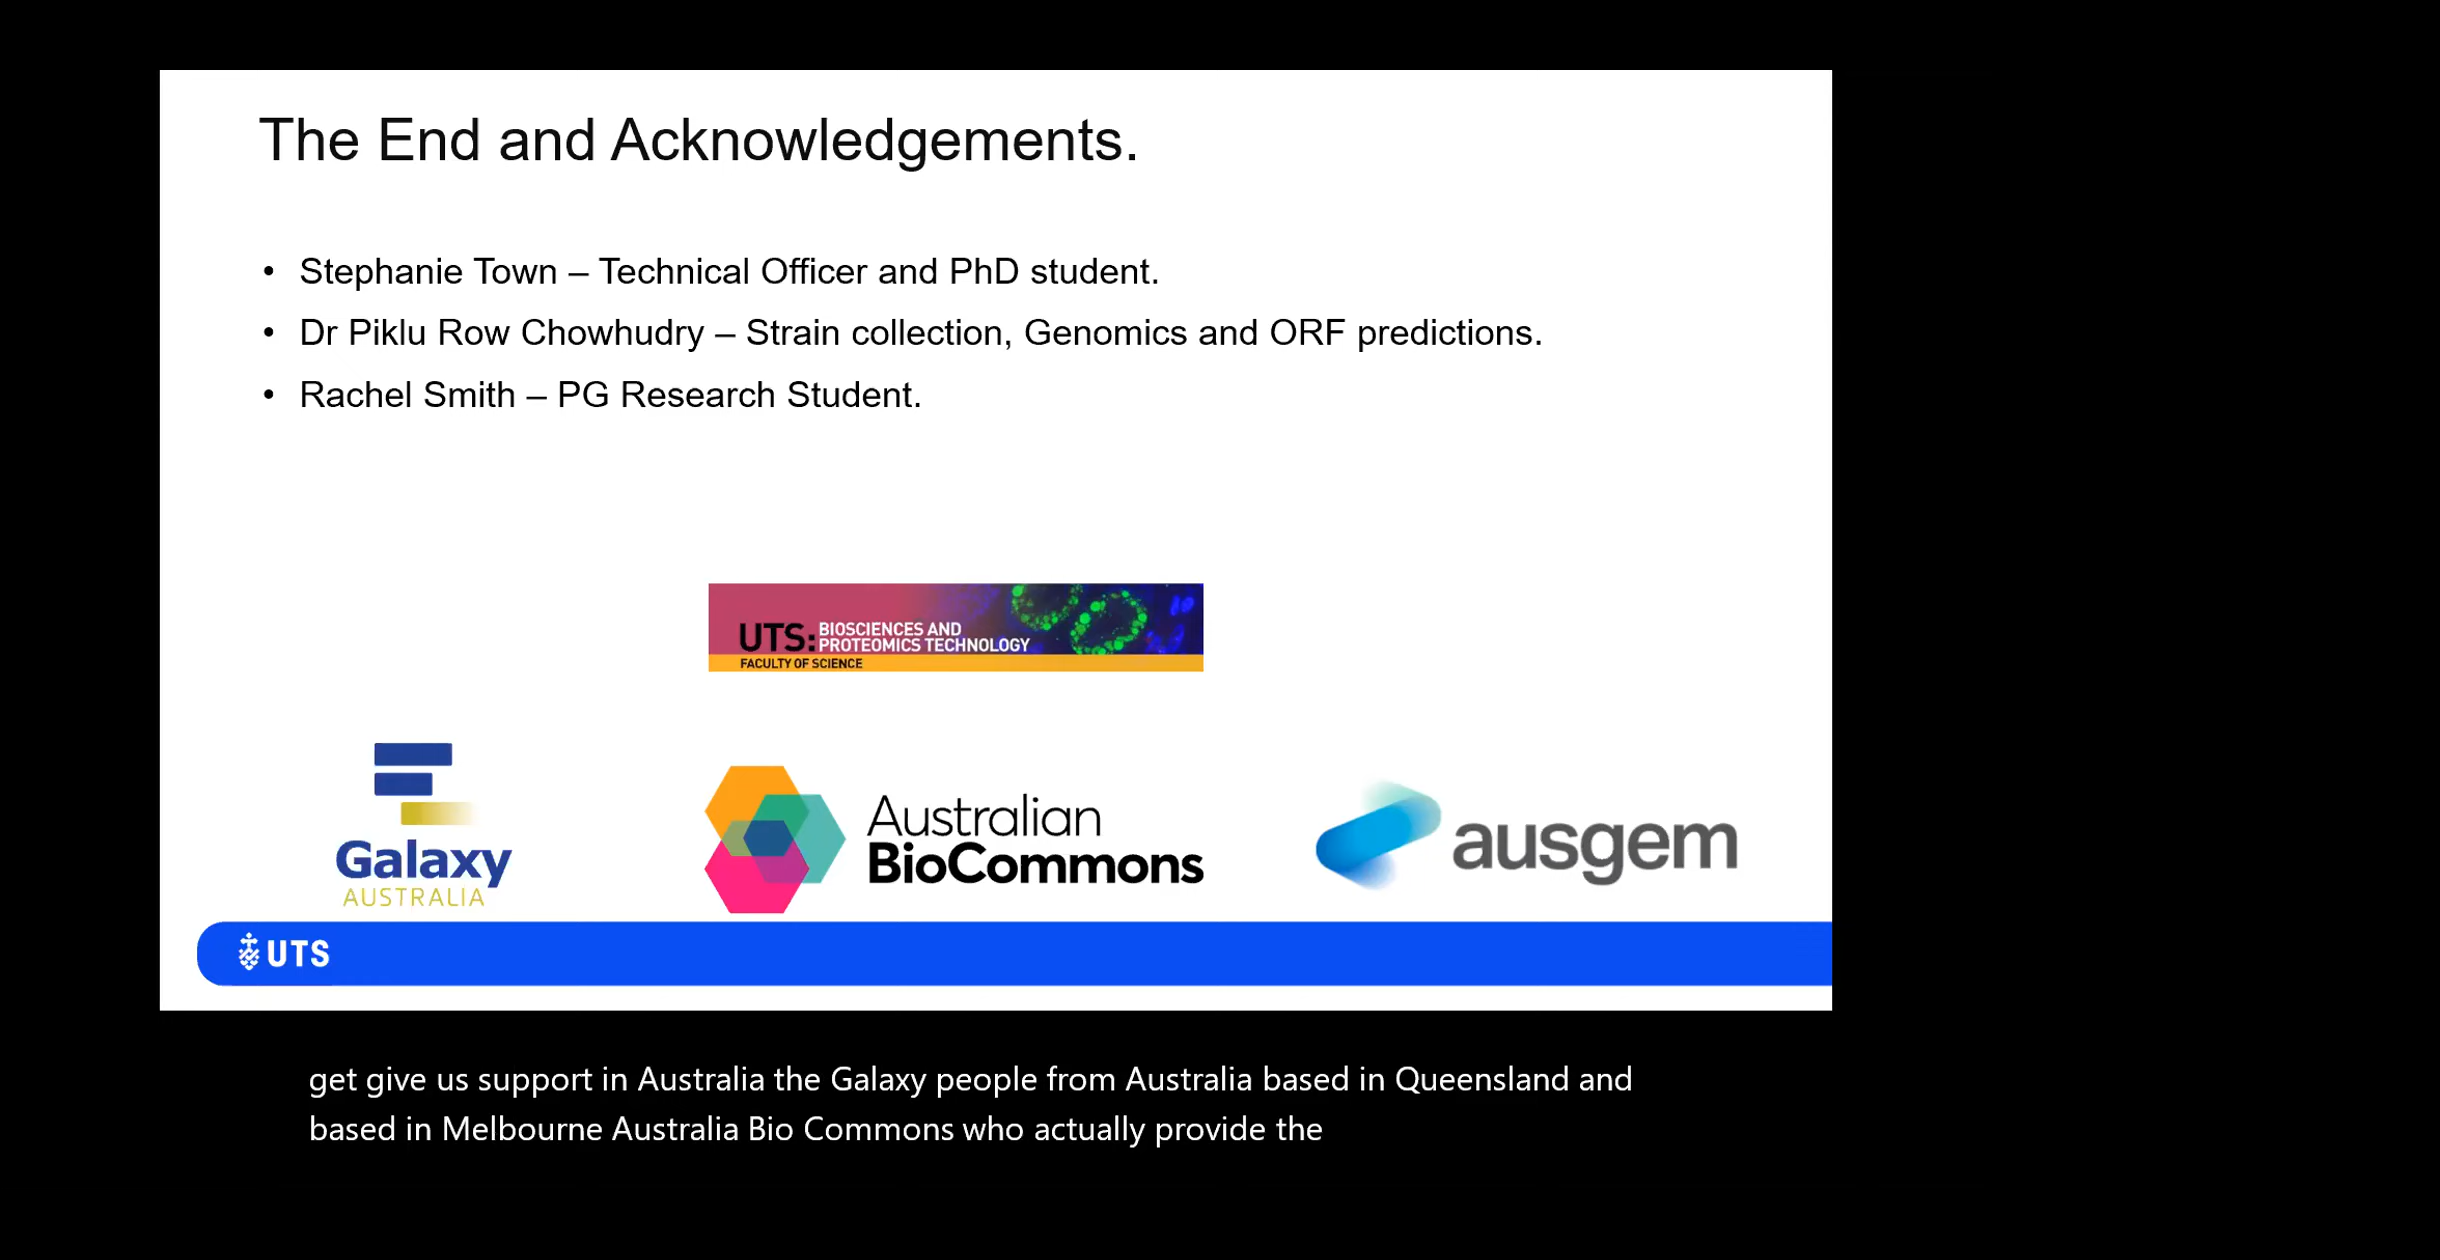 The End and Acknowledgements.
• Stephanie Town – Technical Officer and PhD student.
• Dr Piklu Row Chowhudry – Strain collection, Genomics and ORF predictions.
• Rachel Smith – PG Research Student.
UTS: BIOSCIENCES AND
PROTEOMICS TECHNOLOGY
FACULTY OF SCIENCE
Galaxy
AUSTRALIA
Australian
BioCommons
ausgem
UTS
get give us support in Australia the Galaxy people from Australia based in Queensland and
based in Melbourne Australia Bio Commons who actually provide the